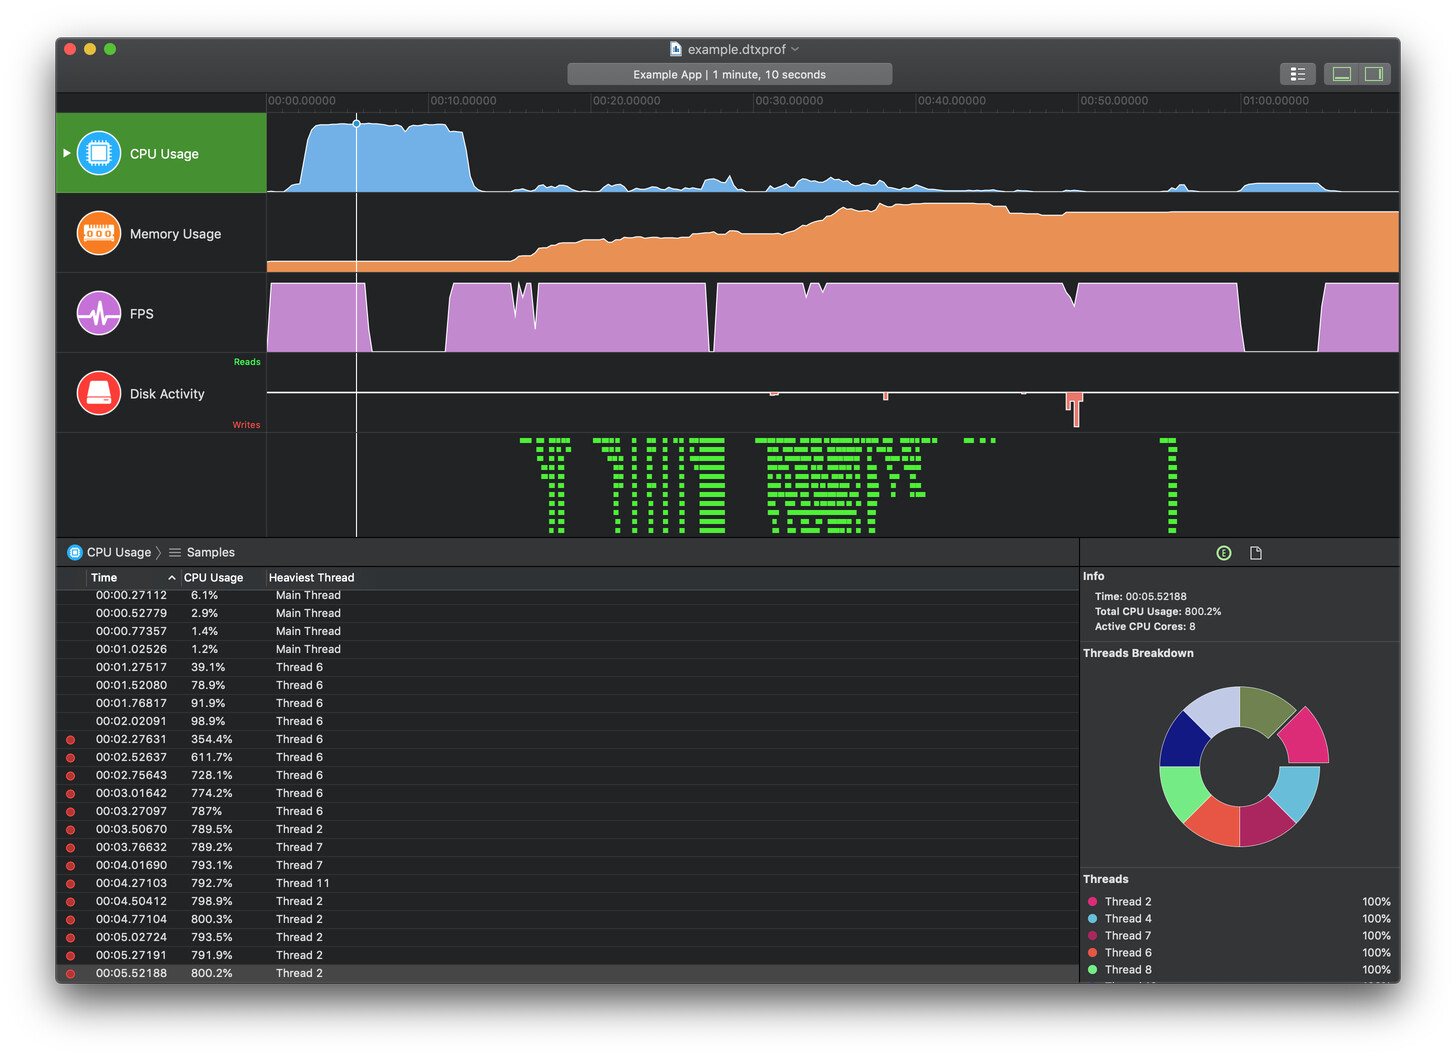 example.dtxprof
Example App | 1 minute, 10 seconds
00:00.00000 00:10.00000 00:20.00000 00:30.00000 00:40.00000 00:50.00000 01:00.00000
CPU Usage
Memory Usage
FPS
Reads
Disk Activity
Writes
CPU Usage Samples
Time CPU Usage Heaviest Thread
00:00.27112 6.1% Main Thread
00:00.52779 2.9% Main Thread
00:00.77357 1.4% Main Thread
00:01.02526 1.2% Main Thread
00:01.27517 39.1% Thread 6
00:01.52080 78.9% Thread 6
00:01.76817 91.9% Thread 6
00:02.02091 98.9% Thread 6
00:02.27631 354.4% Thread 6
00:02.52637 611.7% Thread 6
00:02.75643 728.1% Thread 6
00:03.01642 774.2% Thread 6
00:03.27097 787% Thread 6
00:03.50670 789.5% Thread 2
00:03.76632 789.2% Thread 7
00:04.01690 793.1% Thread 7
00:04.27103 792.7% Thread 11
00:04.50412 798.9% Thread 2
00:04.77104 800.3% Thread 2
00:05.02724 793.5% Thread 2
00:05.27191 791.9% Thread 2
00:05.52188 800.2% Thread 2
E
Info
Time: 00:05.52188
Total CPU Usage: 800.2%
Active CPU Cores: 8
Threads Breakdown
Threads
Thread 2 100%
Thread 4 100%
Thread 7 100%
Thread 6 100%
Thread 8 100%